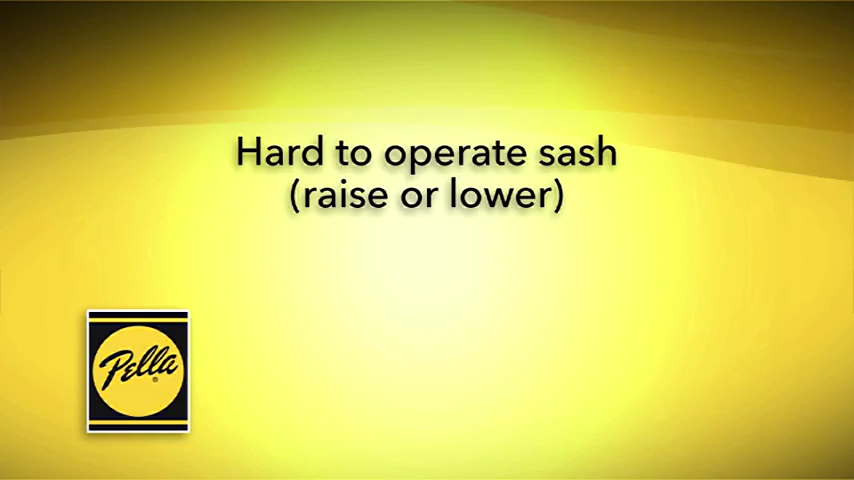 Hard to operate sash
(raise or lower)
Pella
®